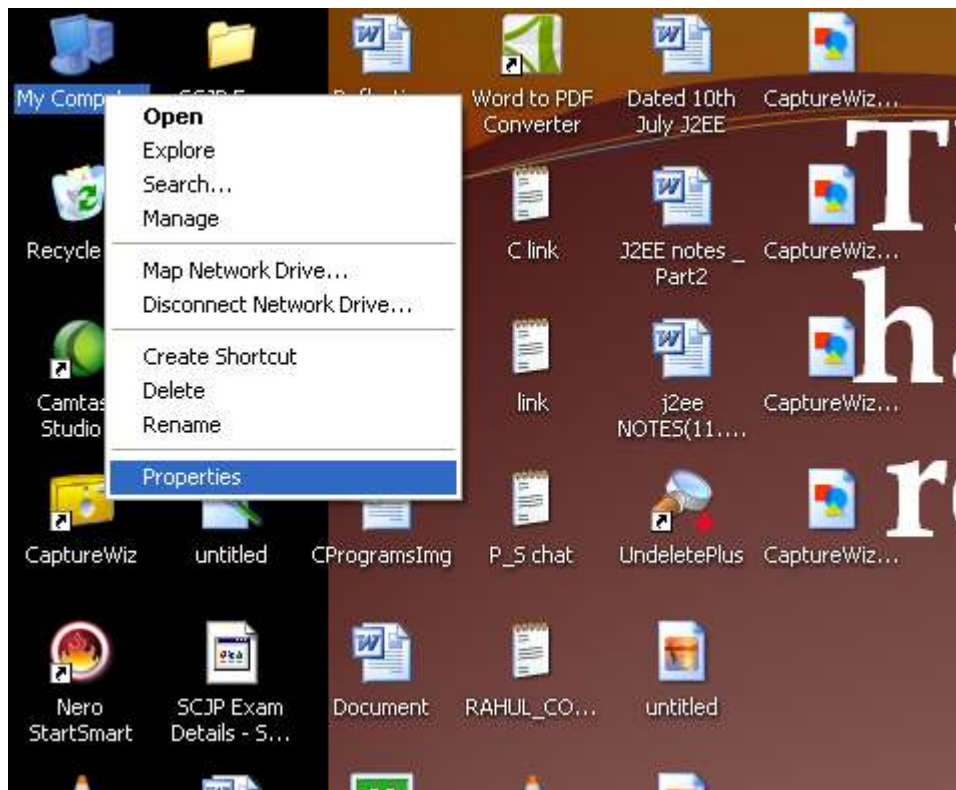 My Comp
Word to PDF
Converter
Dated 10th
July J2EE
CaptureWiz...
Open
Explore
Search...
Manage
Map Network Drive...
Disconnect Network Drive...
Create Shortcut
Delete
Rename
Properties
Recycle
C link
J2EE notes _
Part2
CaptureWiz...
Camtas
Studio
link
j2ee
NOTES(11....
CaptureWiz...
CaptureWiz
untitled
CProgramsImg
P_S chat
UndeletePlus
CaptureWiz...
Nero
StartSmart
SCJP Exam
Details - S...
Document
RAHUL_CO...
untitled